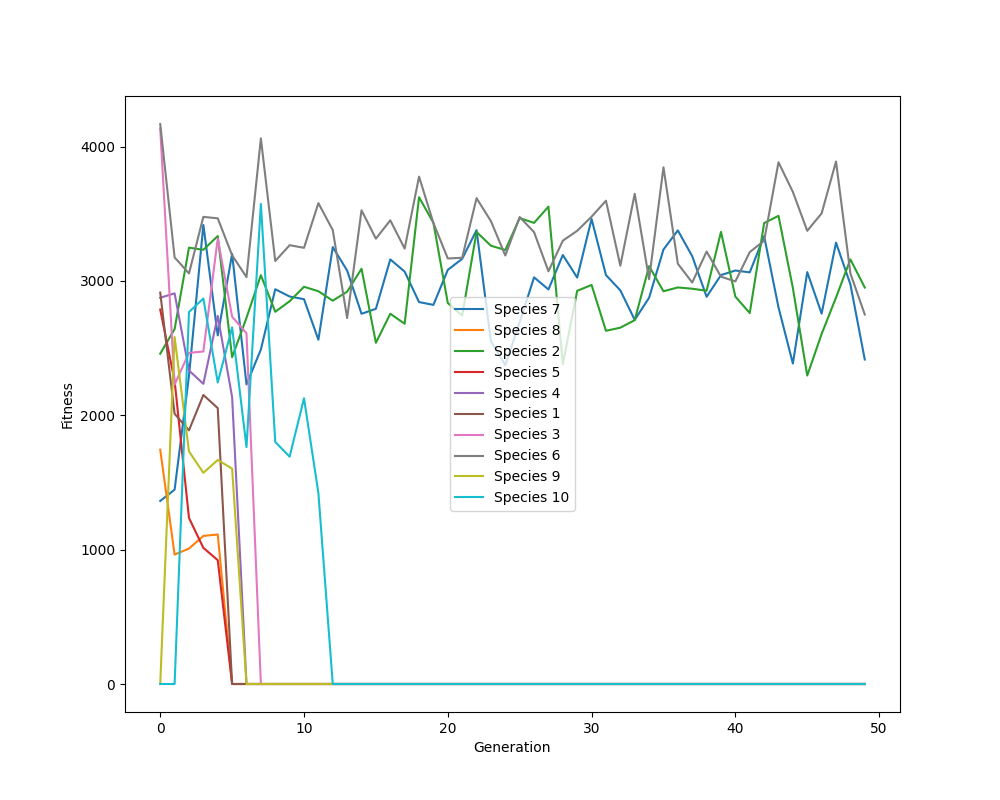 4000
3000
2000
1000
0
Fitness
Species 7
Species 8
Species 2
Species 5
Species 4
Species 1
Species 3
Species 6
Species 9
Species 10
0 10 20 30 40 50
Generation